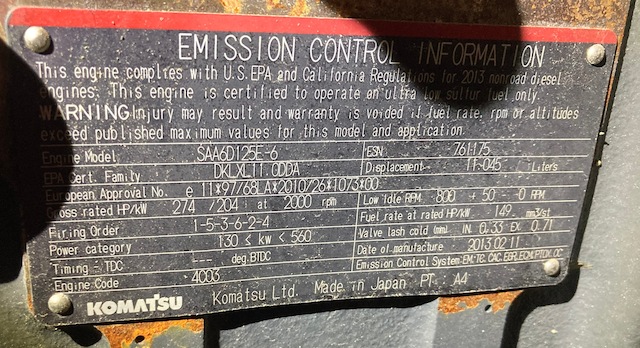 EMISSION CONTROL INFORMATION
This engine complies with U.S.EPA and California Regulations for 2013 nonroad diesel
engines. This engine is certified to operate on ultra low sulfur fuel only.
WARNING Injury may result and warranty is voided if fuel rate. rpm or altitudes
exceed published maximum values for this model and application.
Engine Model SAA6D125E-6 ESN 761175
EPA Cert. Family DKLXL11.0DDA Displacement 11.045 Liters
European Approval No. e 11*97/68LA*2010/26*1073*00
Gross rated HP/kW 274 / 204 at 2000 rpm Low Idle RPM 800 + 50 - 0 RPM
Firing Order 1-5-3-6-2-4 Fuel rate at rated HP/kW 149 mm3/st
Power category 130 ≤ kw < 560 Valve lash cold (mm) IN 0.33 EX 0.71
Timing - TDC --- deg.BTDC Date of manufacture 2013.02.11
Engine Code 4003 Emission Control System EM, TC, CAC, EGR, ECM, PTOX, OC
KOMATSU Komatsu Ltd. Made in Japan PT. A4